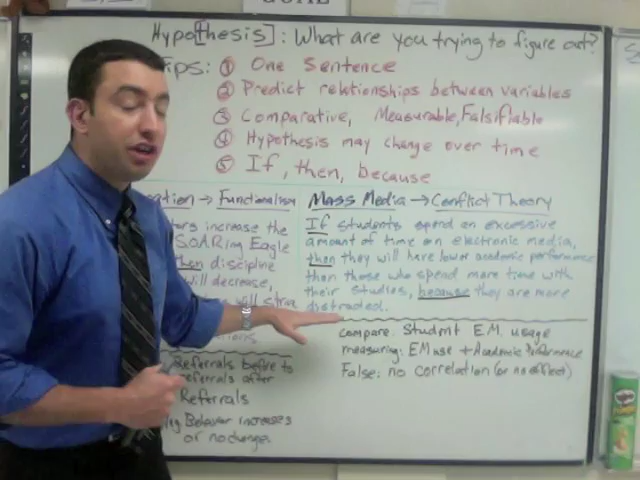 Hypo[thesis]: What are you trying to figure out?
Tips: ① One Sentence
② Predict relationships between variables
③ Comparative, Measurable, Falsifiable
④ Hypothesis may change over time
⑤ If, then, because
→ Functionalism
increase the
SOARing Eagle
then discipline
will decrease,
will
Referrals before to
referrals after
Referrals
Behavior increases
or no change
Mass Media → Conflict Theory
If students spend an excessive
amount of time on electronic media,
then they will have lower academic performance
than those who spend more time with
their studies, because they are more
distracted.
compare: Student E.M. usage
measuring: EM use + Academic Performance
False: no correlation (or no effect)
Pringles